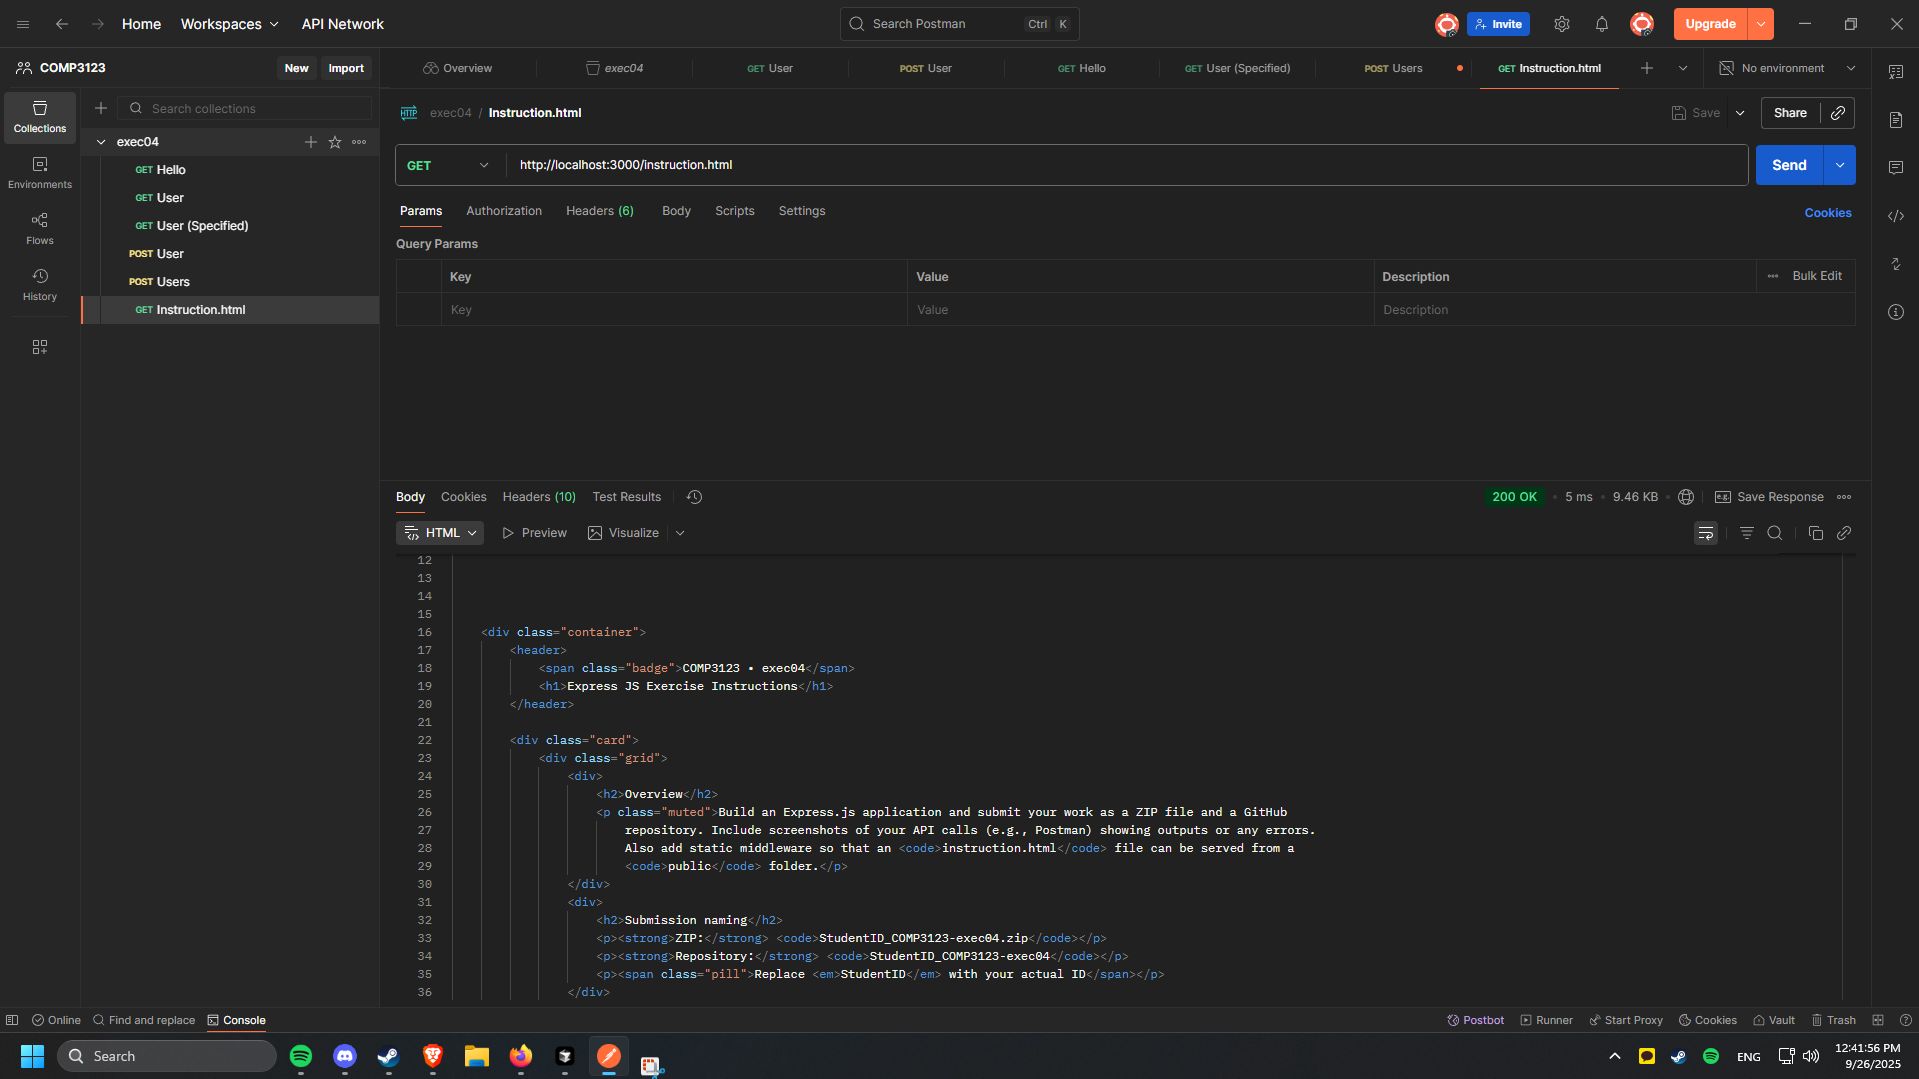 Home
Workspaces
API Network
Search Postman
Ctrl K
Invite
Upgrade
COMP3123
New
Import
Overview
exec04
GET User
POST User
GET Hello
GET User (Specified)
POST Users
GET Instruction.html
No environment
Collections
Environments
Flows
History
Search collections
exec04
GET Hello
GET User
GET User (Specified)
POST User
POST Users
GET Instruction.html
HTTP exec04 / Instruction.html
Save
Share
GET
http://localhost:3000/instruction.html
Send
Params
Authorization
Headers (6)
Body
Scripts
Settings
Cookies
Query Params
Key Value Description Bulk Edit
Key Value Description
Body
Cookies
Headers (10)
Test Results
200 OK • 5 ms • 9.46 KB
Save Response
HTML
Preview
Visualize
12
13
14
15
16 <div class="container">
17 <header>
18 <span class="badge">COMP3123 • exec04</span>
19 <h1>Express JS Exercise Instructions</h1>
20 </header>
21
22 <div class="card">
23 <div class="grid">
24 <div>
25 <h2>Overview</h2>
26 <p class="muted">Build an Express.js application and submit your work as a ZIP file and a GitHub
27 repository. Include screenshots of your API calls (e.g., Postman) showing outputs or any errors.
28 Also add static middleware so that an <code>instruction.html</code> file can be served from a
29 <code>public</code> folder.</p>
30 </div>
31 <div>
32 <h2>Submission naming</h2>
33 <p><strong>ZIP:</strong> <code>StudentID_COMP3123-exec04.zip</code></p>
34 <p><strong>Repository:</strong> <code>StudentID_COMP3123-exec04</code></p>
35 <p><span class="pill">Replace <em>StudentID</em> with your actual ID</span></p>
36 </div>
Online
Find and replace
Console
Postbot
Runner
Start Proxy
Cookies
Vault
Trash
Search
ENG
12:41:56 PM
9/26/2025